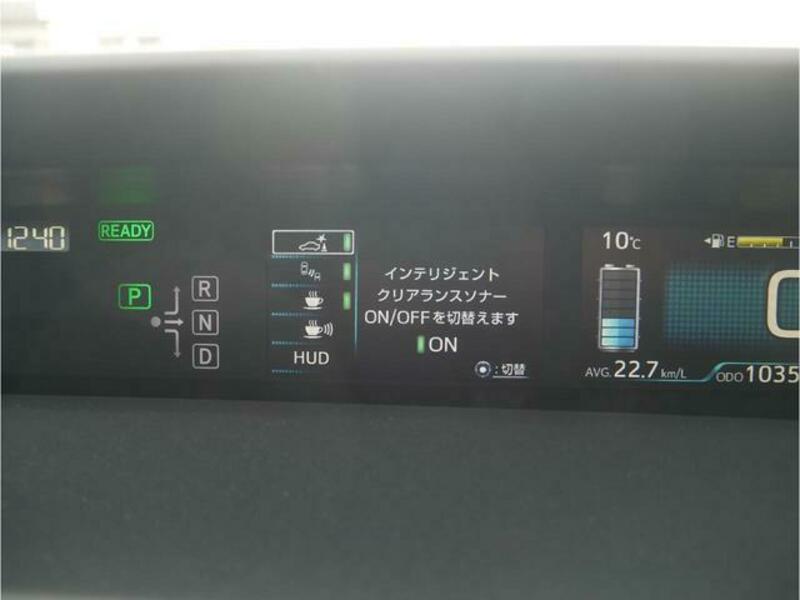 1240
READY
P
R
N
D
HUD
インテリジェント
クリアランスソナー
ON/OFFを切替えます
ON
:切替
10℃
E
AVG. 22.7 km/L
ODO 1035
0